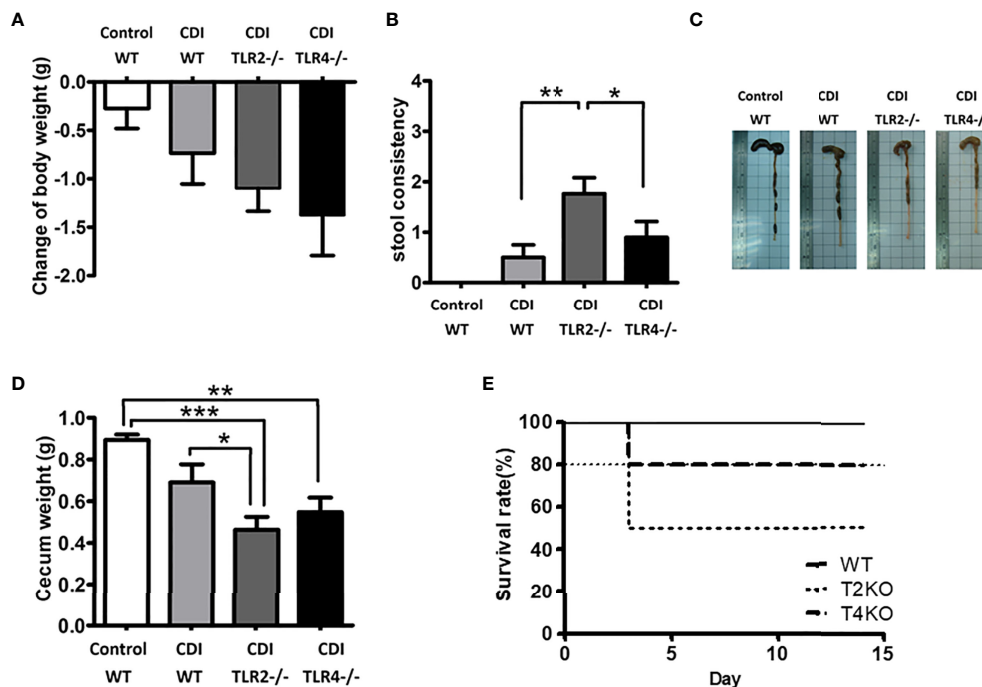 A
Control CDI CDI CDI
WT WT TLR2-/- TLR4-/-
Change of body weight (g)
0.0
-0.5
-1.0
-1.5
-2.0
B
stool consistency
4
3
2
1
0
** *
Control CDI CDI CDI
WT WT TLR2-/- TLR4-/-
C
Control CDI CDI CDI
WT WT TLR2-/- TLR4-/
D
Cecum weight (g)
1.0
0.8
0.6
0.4
0.2
0.0
**
***
*
Control CDI CDI CDI
WT WT TLR2-/- TLR4-/-
E
Survival rate(%)
100
80
60
40
20
0
WT
T2KO
T4KO
0 5 10 15
Day